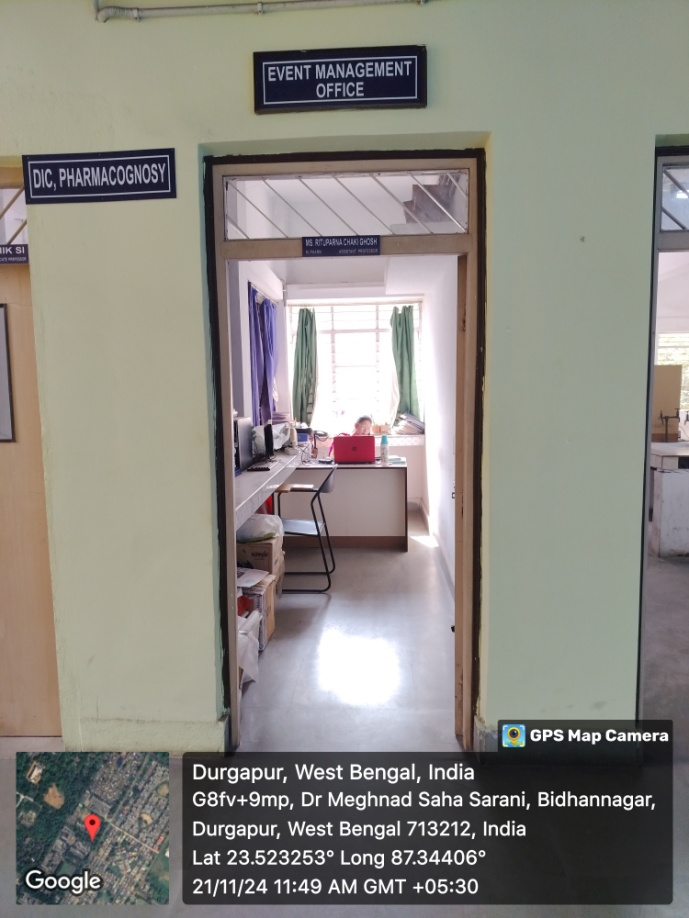 EVENT MANAGEMENT
OFFICE
DIC, PHARMACOGNOSY
MS. RITUPARNA CHAKI GHOSH
ASSISTANT PROFESSOR
GPS Map Camera
Durgapur, West Bengal, India
G8fv+9mp, Dr Meghnad Saha Sarani, Bidhannagar,
Durgapur, West Bengal 713212, India
Lat 23.523253° Long 87.34406°
21/11/24 11:49 AM GMT +05:30
Google